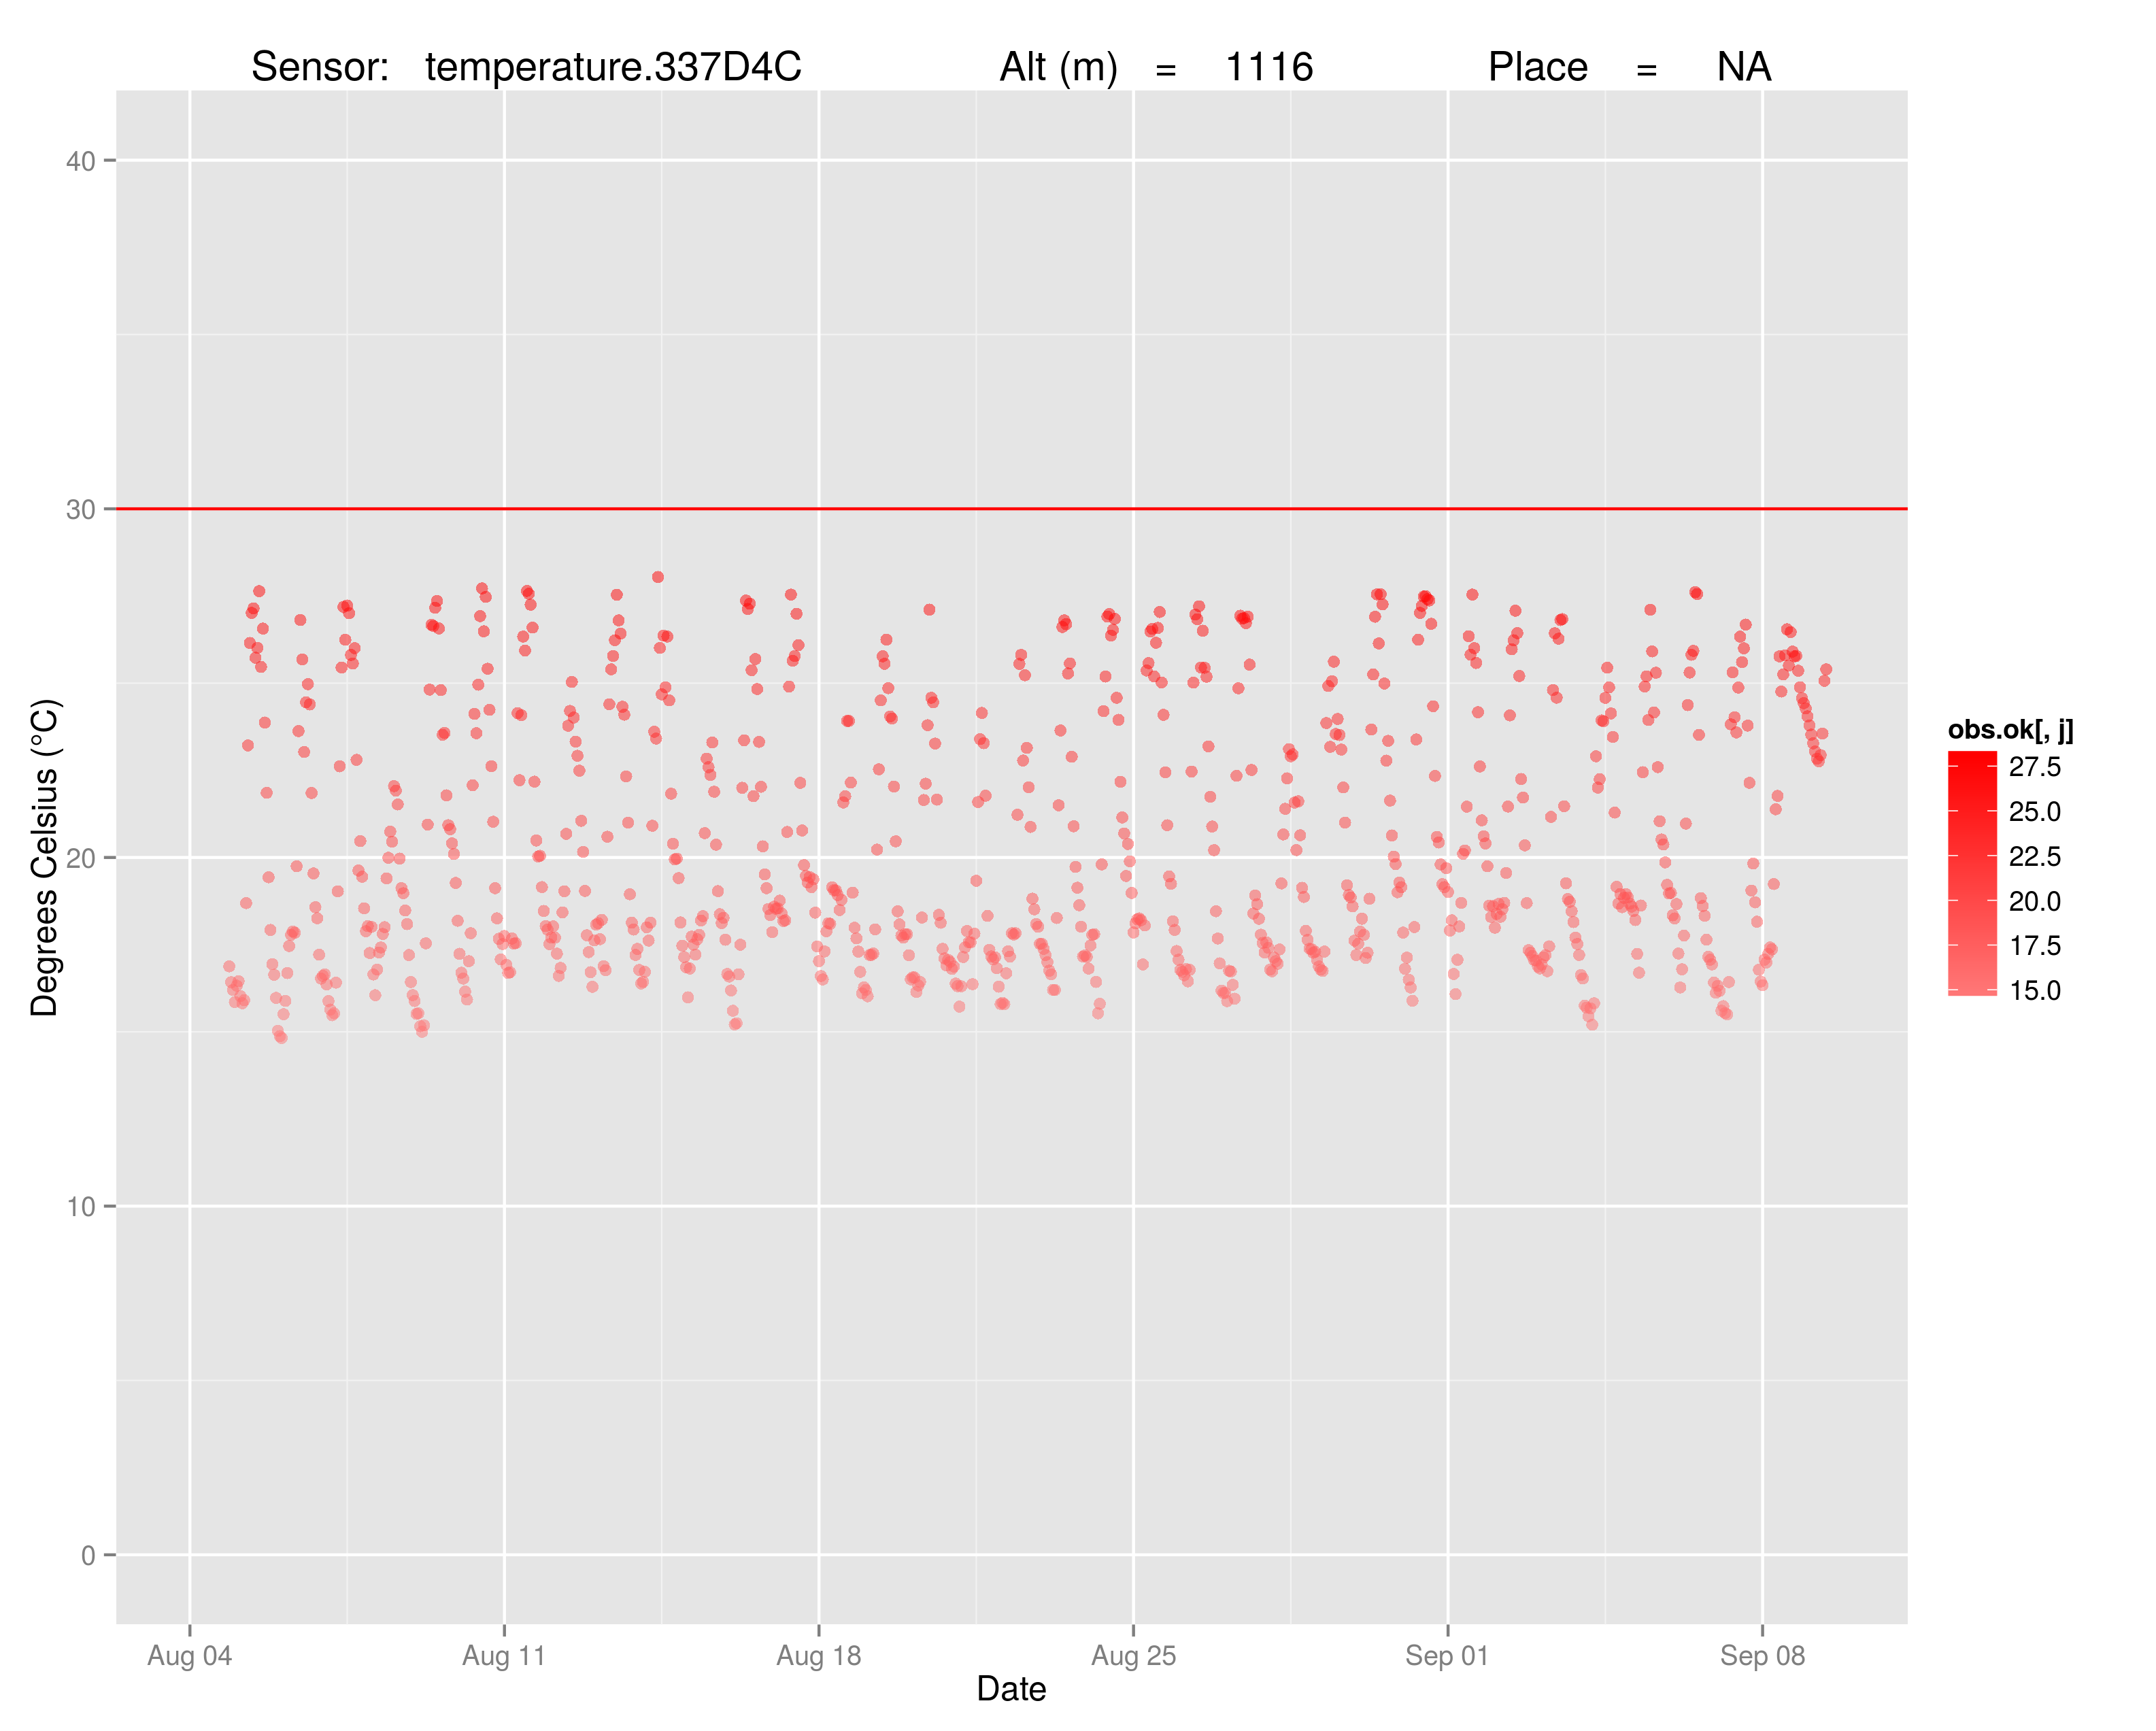 Sensor: temperature.337D4C Alt (m) = 1116 Place = NA
40
30
20
10
0
Degrees Celsius (°C)
Aug 04 Aug 11 Aug 18 Aug 25 Sep 01 Sep 08
Date
obs.ok[, j]
27.5
25.0
22.5
20.0
17.5
15.0